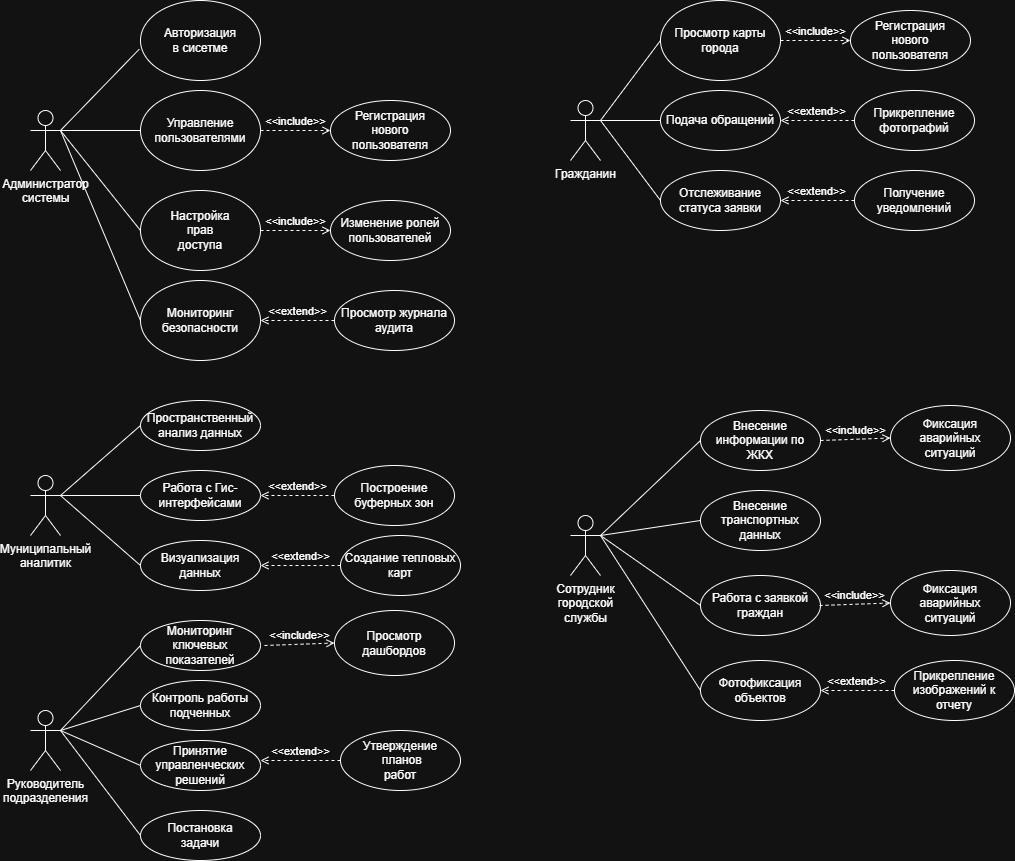 Авторизация
в сисетме
Управление
пользователями
<<include>>
Регистрация
нового
пользователя
Администратор
системы
Настройка
прав
доступа
<<include>>
Изменение ролей
пользователей
Мониторинг
безопасности
<<extend>>
Просмотр журнала
аудита
Просмотр карты
города
<<include>>
Регистрация
нового
пользователя
Подача обращений
<<extend>>
Прикрепление
фотографий
Гражданин
Отслеживание
статуса заявки
<<extend>>
Получение
уведомлений
Пространственный
анализ данных
Работа с Гис-
интерфейсами
<<extend>>
Построение
буферных зон
Муниципальный
аналитик
Визуализация
данных
<<extend>>
Создание тепловых
карт
Мониторинг
ключевых
показателей
<<include>>
Просмотр
дашбордов
Контроль работы
подченных
Принятие
управленческих
решений
<<extend>>
Утверждение
планов
работ
Руководитель
подразделения
Постановка
задачи
Внесение
информации по
ЖКХ
<<include>>
Фиксация
аварийных
ситуаций
Внесение
транспортных
данных
Сотрудник
городской
службы
Работа с заявкой
граждан
<<include>>
Фиксация
аварийных
ситуаций
Фотофиксация
объектов
<<extend>>
Прикрепление
изображений к
отчету